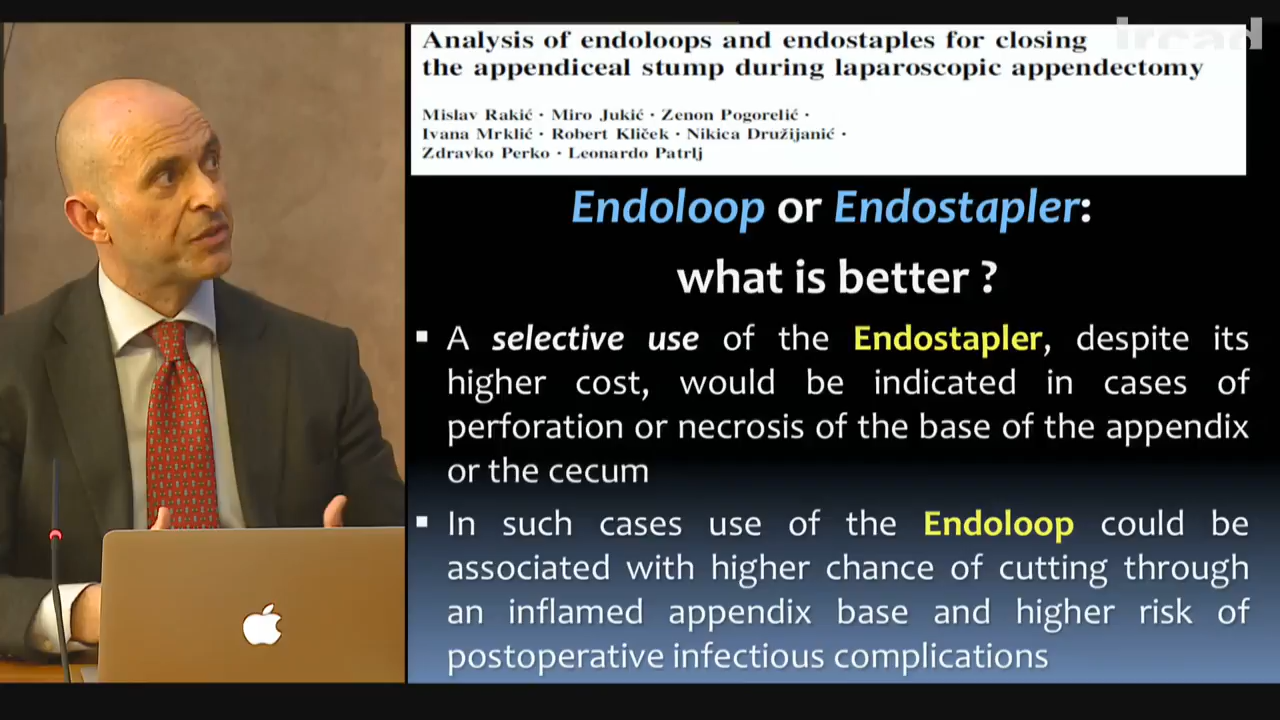 ircad
Analysis of endoloops and endostaples for closing
the appendiceal stump during laparoscopic appendectomy
Mislav Rakić · Miro Jukić · Zenon Pogorelić ·
Ivana Mrklić · Robert Kliček · Nikica Družijanić ·
Zdravko Perko · Leonardo Patrlj
Endoloop or Endostapler:
what is better ?
▪ A selective use of the Endostapler, despite its
higher cost, would be indicated in cases of
perforation or necrosis of the base of the appendix
or the cecum
▪ In such cases use of the Endoloop could be
associated with higher chance of cutting through
an inflamed appendix base and higher risk of
postoperative infectious complications